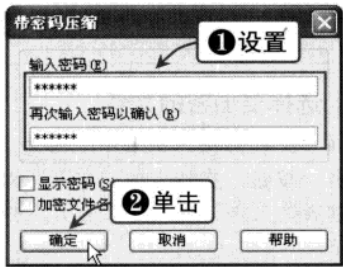 带密码压缩
❶设置
输入密码(E)
******
再次输入密码以确认(R)
******
显示密码(S)
加密文件名
❷单击
确定
取消
帮助